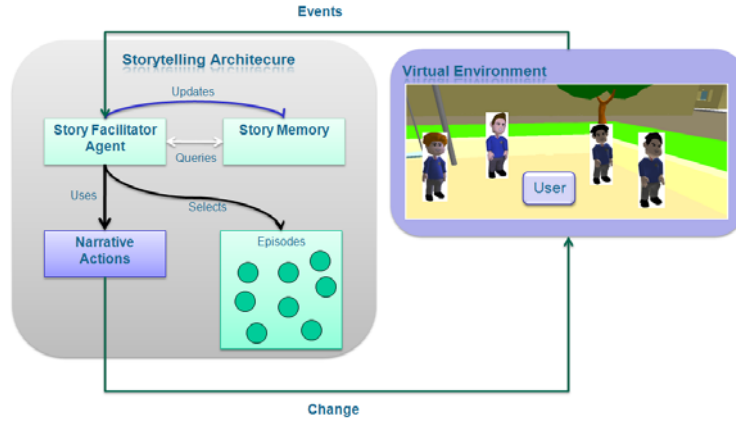 Events
Storytelling Architecure
Virtual Environment
Updates
Story Facilitator
Agent
Story Memory
Queries
User
Uses
Selects
Narrative
Actions
Episodes
Change